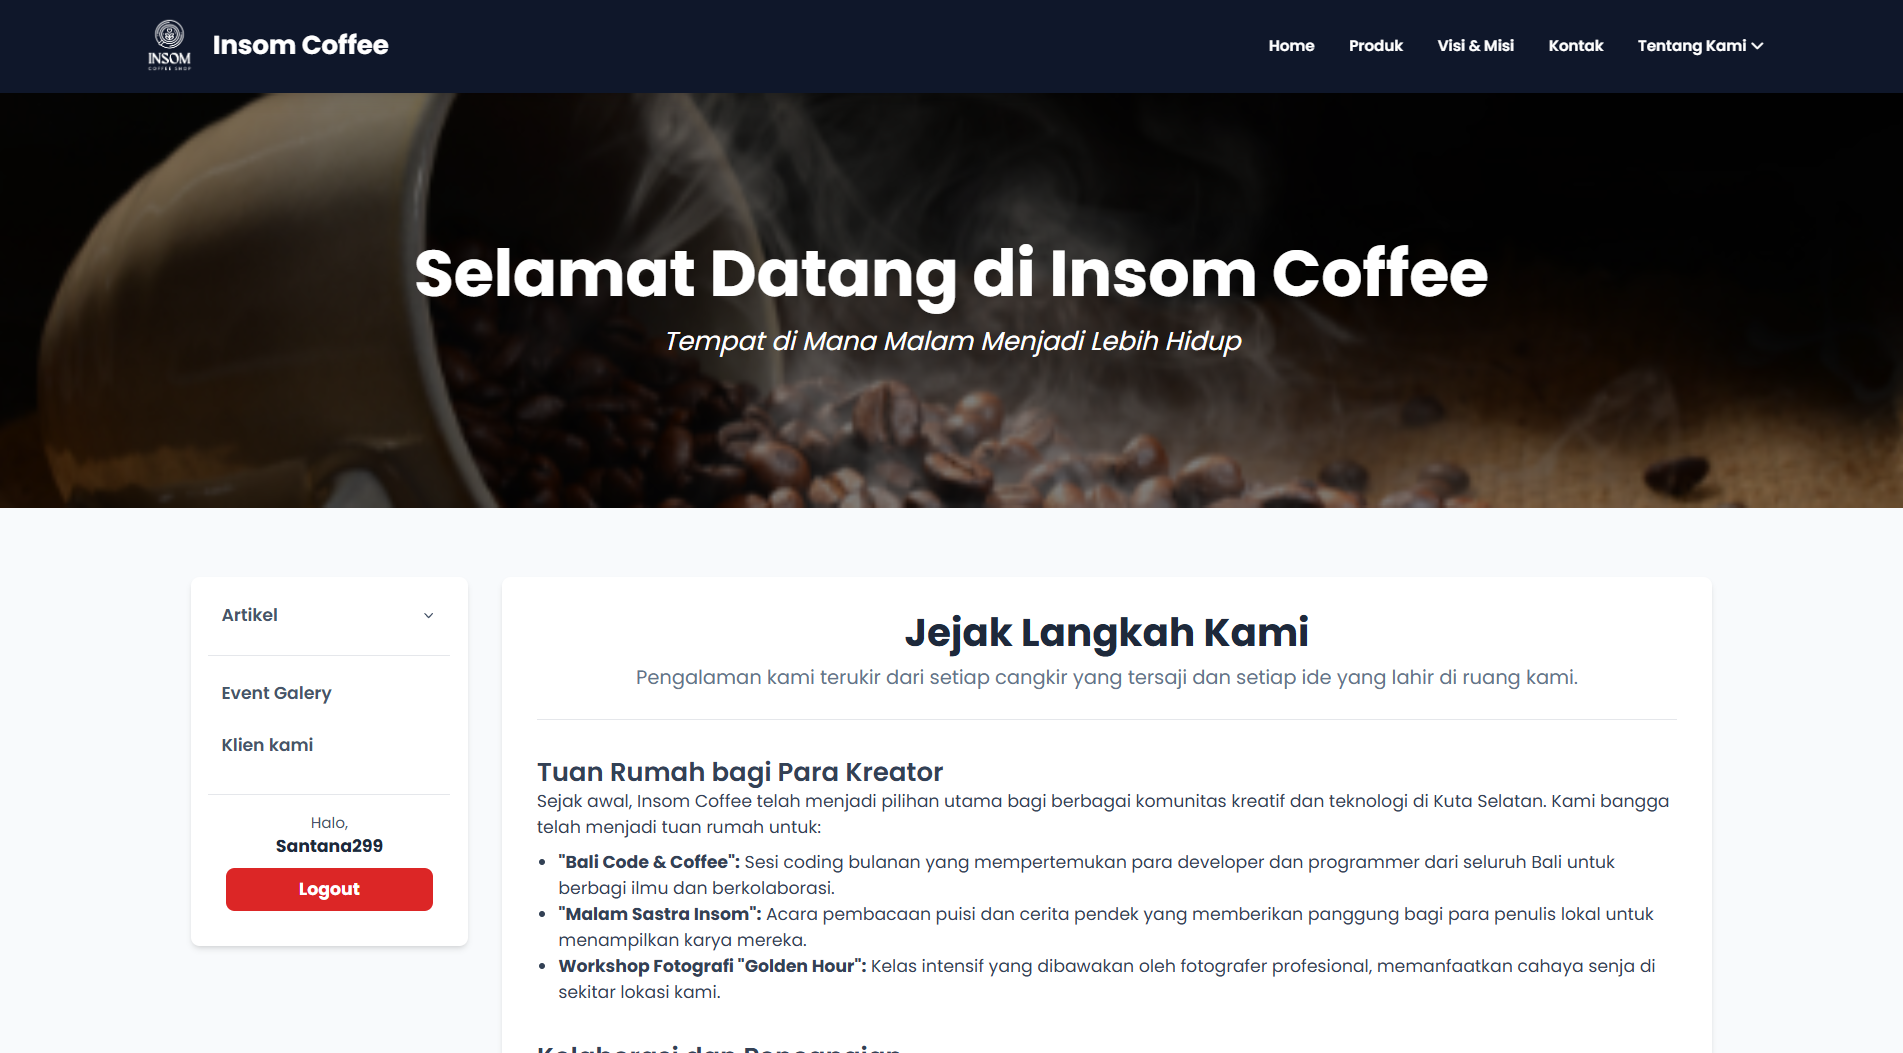 INSOM
COFFEE SHOP
Insom Coffee
Home
Produk
Visi & Misi
Kontak
Tentang Kami
Selamat Datang di Insom Coffee
Tempat di Mana Malam Menjadi Lebih Hidup
Artikel
Event Galery
Klien kami
Halo,
Santana299
Logout
Jejak Langkah Kami
Pengalaman kami terukir dari setiap cangkir yang tersaji dan setiap ide yang lahir di ruang kami.
Tuan Rumah bagi Para Kreator
Sejak awal, Insom Coffee telah menjadi pilihan utama bagi berbagai komunitas kreatif dan teknologi di Kuta Selatan. Kami bangga
telah menjadi tuan rumah untuk:
• "Bali Code & Coffee": Sesi coding bulanan yang mempertemukan para developer dan programmer dari seluruh Bali untuk
berbagi ilmu dan berkolaborasi.
• "Malam Sastra Insom": Acara pembacaan puisi dan cerita pendek yang memberikan panggung bagi para penulis lokal untuk
menampilkan karya mereka.
• Workshop Fotografi "Golden Hour": Kelas intensif yang dibawakan oleh fotografer profesional, memanfaatkan cahaya senja di
sekitar lokasi kami.
Kolaborasi dan